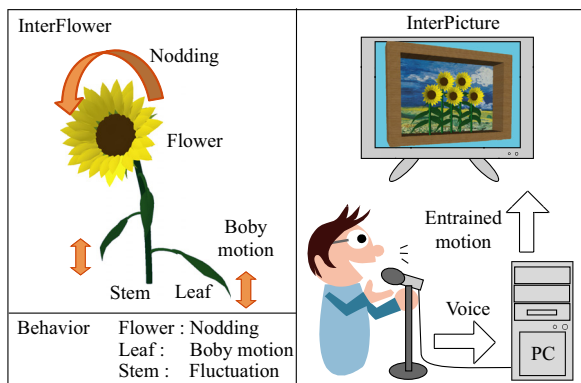 InterFlower
Nodding
Flower
Boby
motion
Stem
Leaf
Behavior
Flower : Nodding
Leaf : Boby motion
Stem : Fluctuation
InterPicture
Entrained
motion
Voice
PC